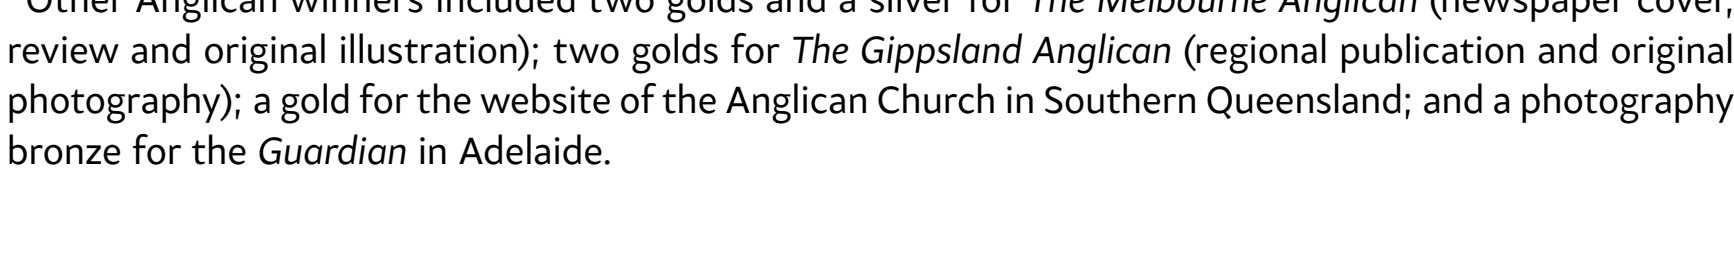 Other Anglican winners included two golds and a silver for The Melbourne Anglican (newspaper cover,
review and original illustration); two golds for The Gippsland Anglican (regional publication and original
photography); a gold for the website of the Anglican Church in Southern Queensland; and a photography
bronze for the Guardian in Adelaide.